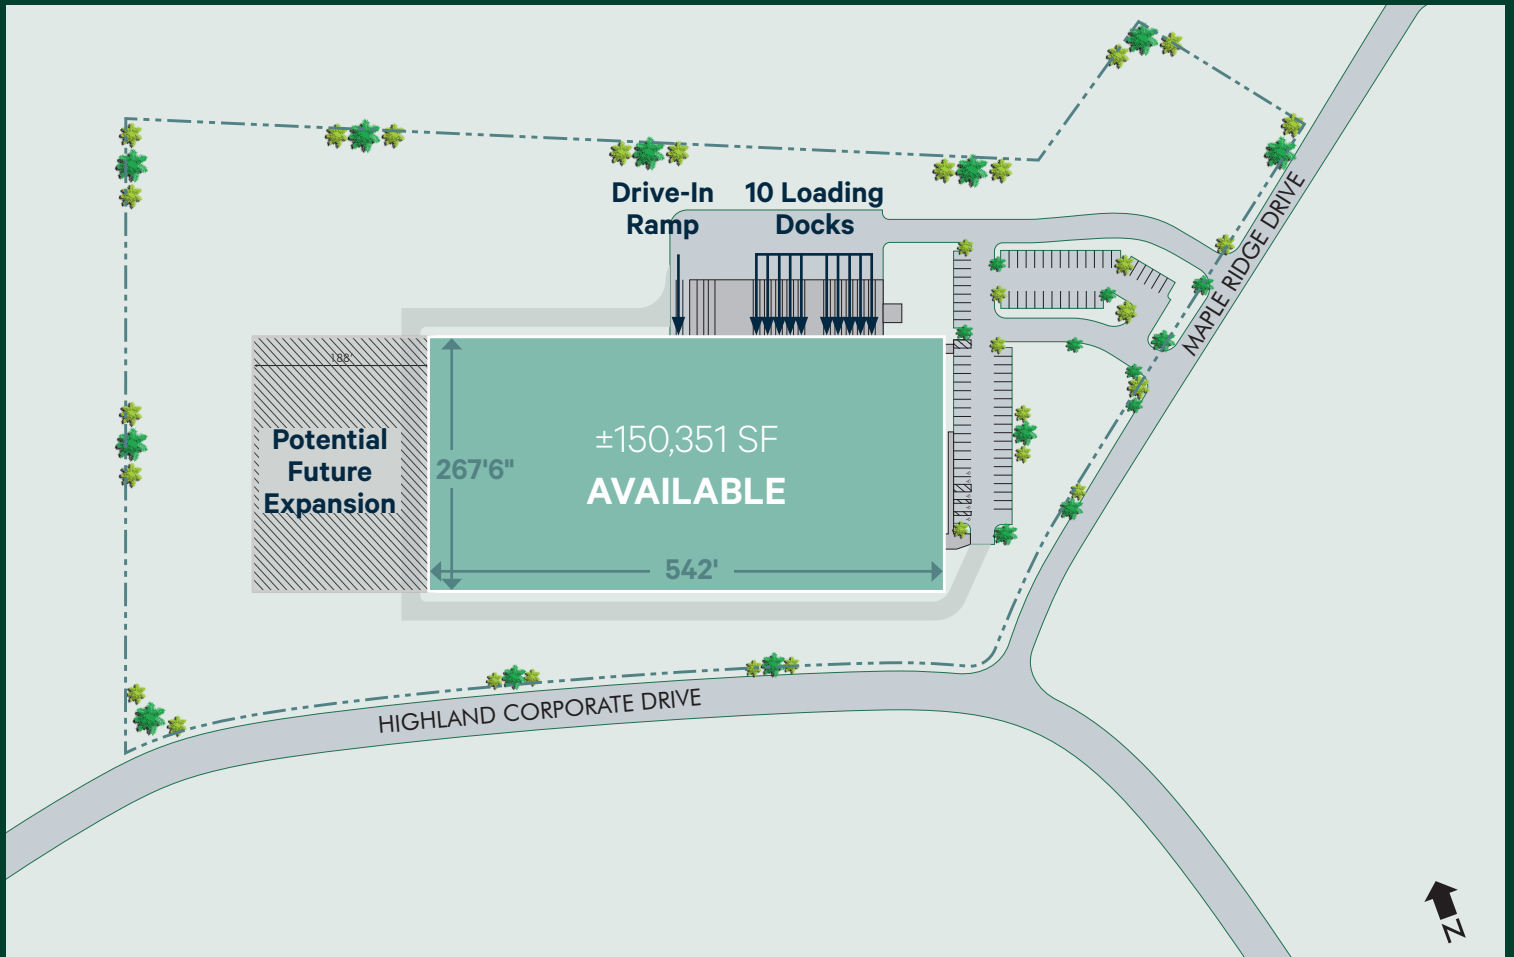 Drive-In
Ramp
10 Loading
Docks
MAPLE RIDGE DRIVE
188'
Potential
Future
Expansion
267'6"
±150,351 SF
AVAILABLE
542'
HIGHLAND CORPORATE DRIVE
N